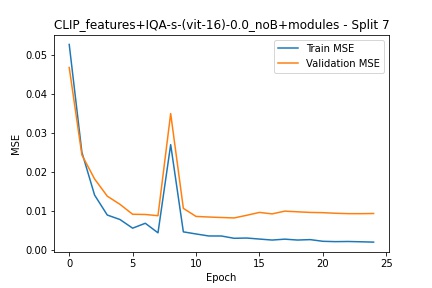 CLIP_features+IQA-s-(vit-16)-0.0_noB+modules - Split 7
Train MSE
Validation MSE
0.05
0.04
0.03
0.02
0.01
0.00
MSE
0 5 10 15 20 25
Epoch